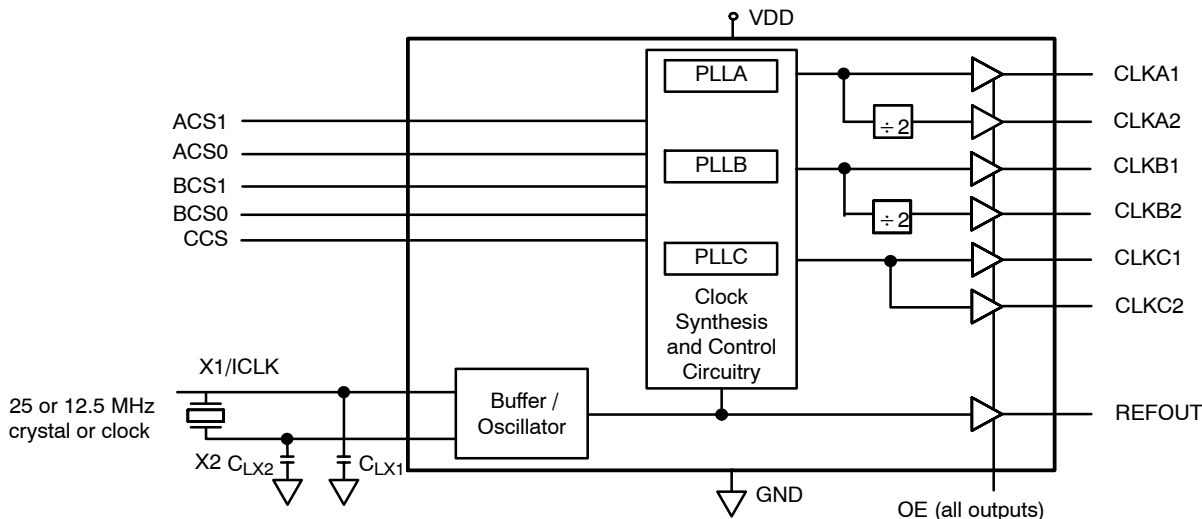 VDD
PLLA
CLKA1
ACS1
÷2
CLKA2
ACS0
PLLB
CLKB1
BCS1
BCS0
÷2
CLKB2
CCS
PLLC
CLKC1
Clock
Synthesis
and Control
Circuitry
CLKC2
X1/ICLK
25 or 12.5 MHz
crystal or clock
Buffer /
Oscillator
REFOUT
X2
CLX2
CLX1
GND
OE (all outputs)